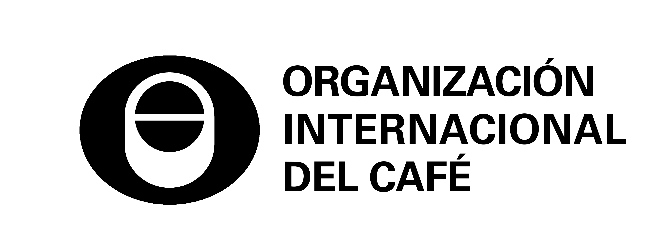 ORGANIZACIÓN
INTERNACIONAL
DEL CAFÉ